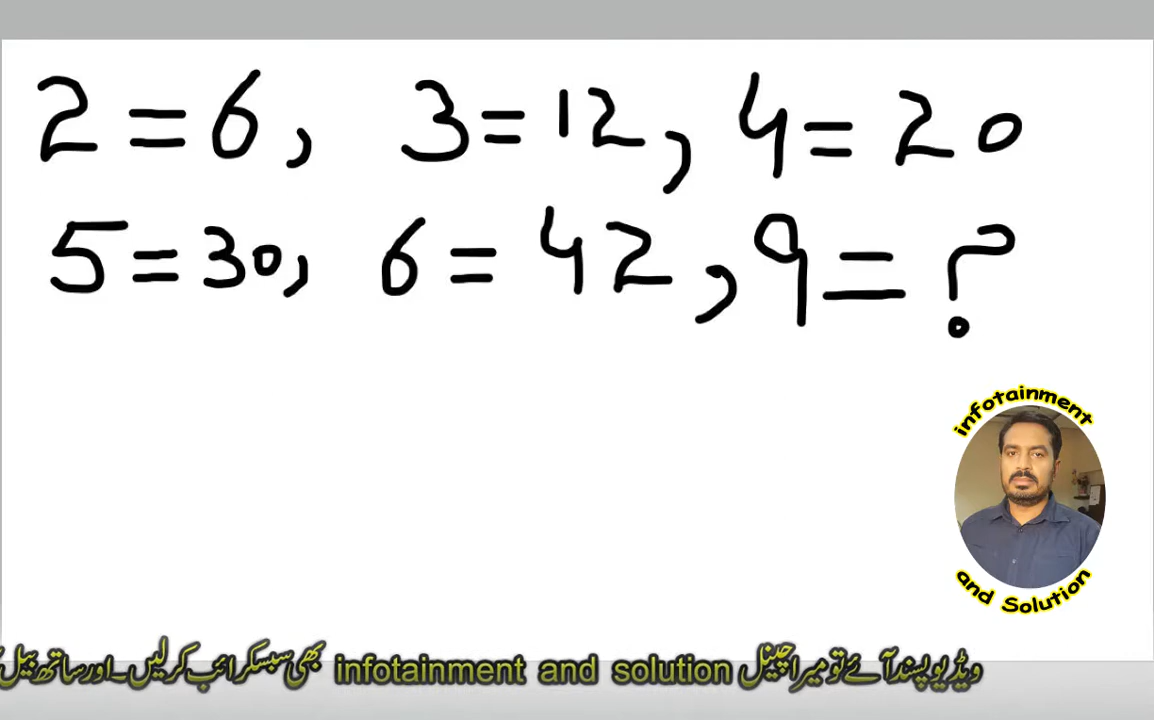 2=6, 3=12, 4=20
5=30, 6=42, 9=?
infotainment
and Solution
ویڈیو پسند آئے تو میرا چینل infotainment and solution بھی سبسکرائب کرلیں۔ اور ساتھ بیل